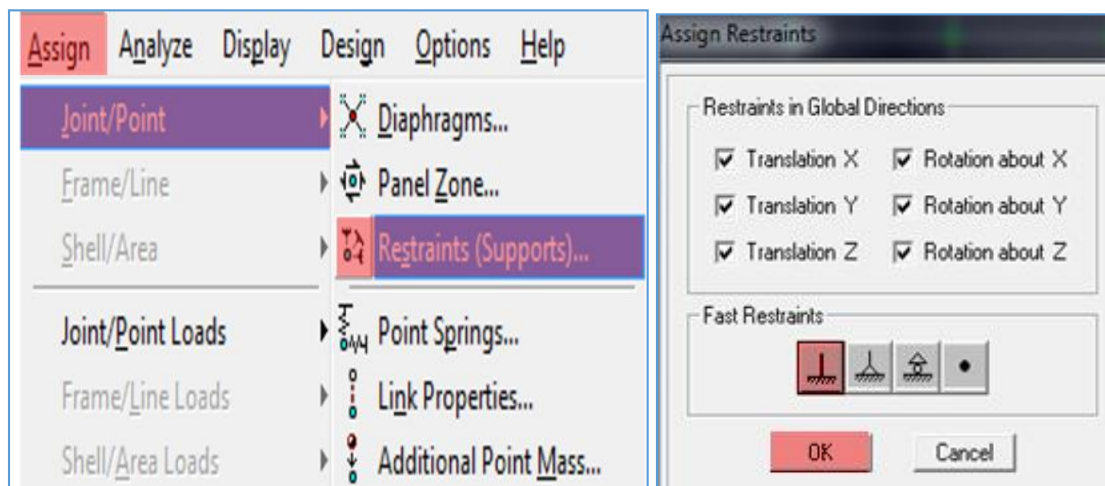 Assign Analyze Display Design Options Help
Joint/Point
Frame/Line
Shell/Area
Joint/Point Loads
Frame/Line Loads
Shell/Area Loads
Diaphragms...
Panel Zone...
Restraints (Supports)...
Point Springs...
Link Properties...
Additional Point Mass...
Assign Restraints
Restraints in Global Directions
Translation X Rotation about X
Translation Y Rotation about Y
Translation Z Rotation about Z
Fast Restraints
OK Cancel